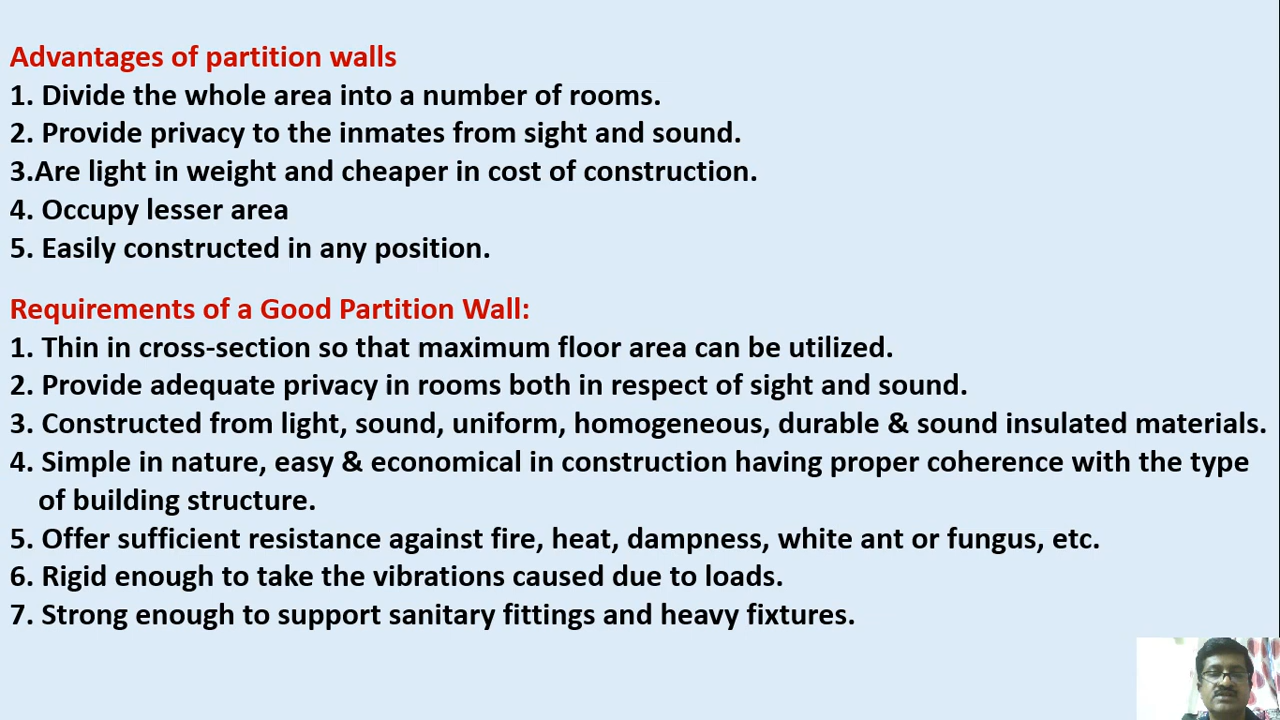 Advantages of partition walls
1. Divide the whole area into a number of rooms.
2. Provide privacy to the inmates from sight and sound.
3.Are light in weight and cheaper in cost of construction.
4. Occupy lesser area
5. Easily constructed in any position.
Requirements of a Good Partition Wall:
1. Thin in cross-section so that maximum floor area can be utilized.
2. Provide adequate privacy in rooms both in respect of sight and sound.
3. Constructed from light, sound, uniform, homogeneous, durable & sound insulated materials.
4. Simple in nature, easy & economical in construction having proper coherence with the type
of building structure.
5. Offer sufficient resistance against fire, heat, dampness, white ant or fungus, etc.
6. Rigid enough to take the vibrations caused due to loads.
7. Strong enough to support sanitary fittings and heavy fixtures.